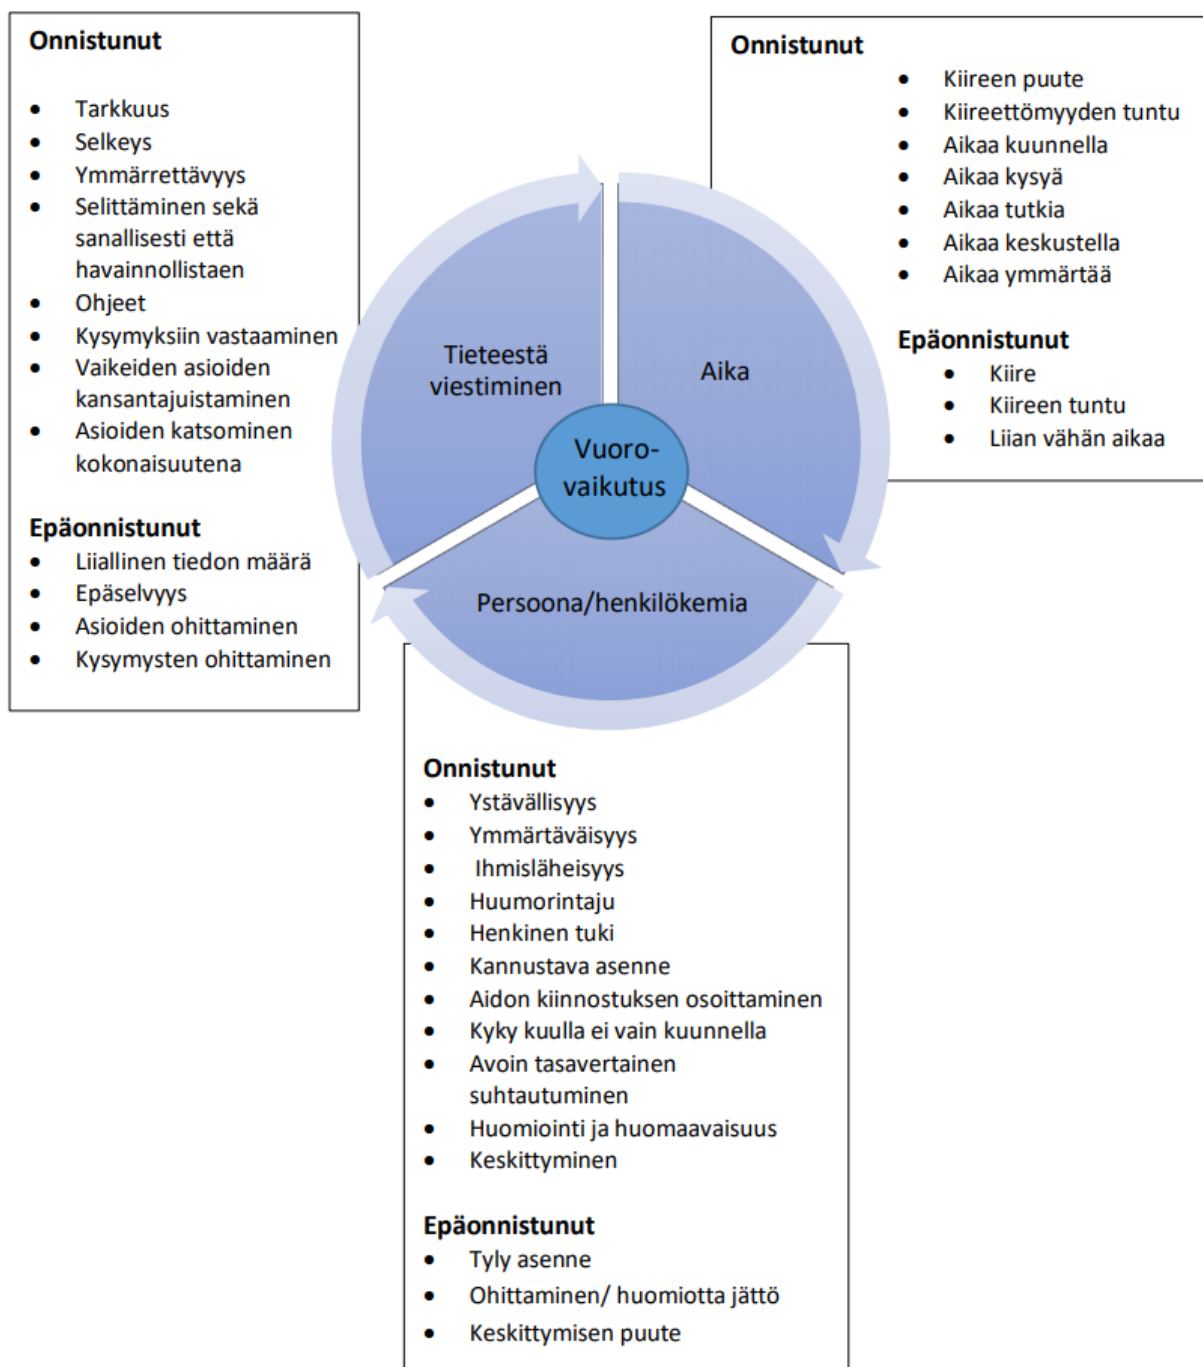 Onnistunut
• Tarkkuus
• Selkeys
• Ymmärrettävyys
• Selittäminen sekä
sanallisesti että
havainnollistaen
• Ohjeet
• Kysymyksiin vastaaminen
• Vaikeiden asioiden
kansantajuistaminen
• Asioiden katsominen
kokonaisuutena
Epäonnistunut
• Liiallinen tiedon määrä
• Epäselvyys
• Asioiden ohittaminen
• Kysymysten ohittaminen
Onnistunut
• Kiireen puute
• Kiireettömyyden tuntu
• Aikaa kuunnella
• Aikaa kysyä
• Aikaa tutkia
• Aikaa keskustella
• Aikaa ymmärtää
Epäonnistunut
• Kiire
• Kiireen tuntu
• Liian vähän aikaa
Tieteestä
viestiminen
Aika
Vuoro-
vaikutus
Persoona/henkilökemia
Onnistunut
• Ystävällisyys
• Ymmärtäväisyys
• Ihmisläheisyys
• Huumorintaju
• Henkinen tuki
• Kannustava asenne
• Aidon kiinnostuksen osoittaminen
• Kyky kuulla ei vain kuunnella
• Avoin tasavertainen
suhtautuminen
• Huomiointi ja huomaavaisuus
• Keskittyminen
Epäonnistunut
• Tyly asenne
• Ohittaminen/ huomiotta jättö
• Keskittymisen puute